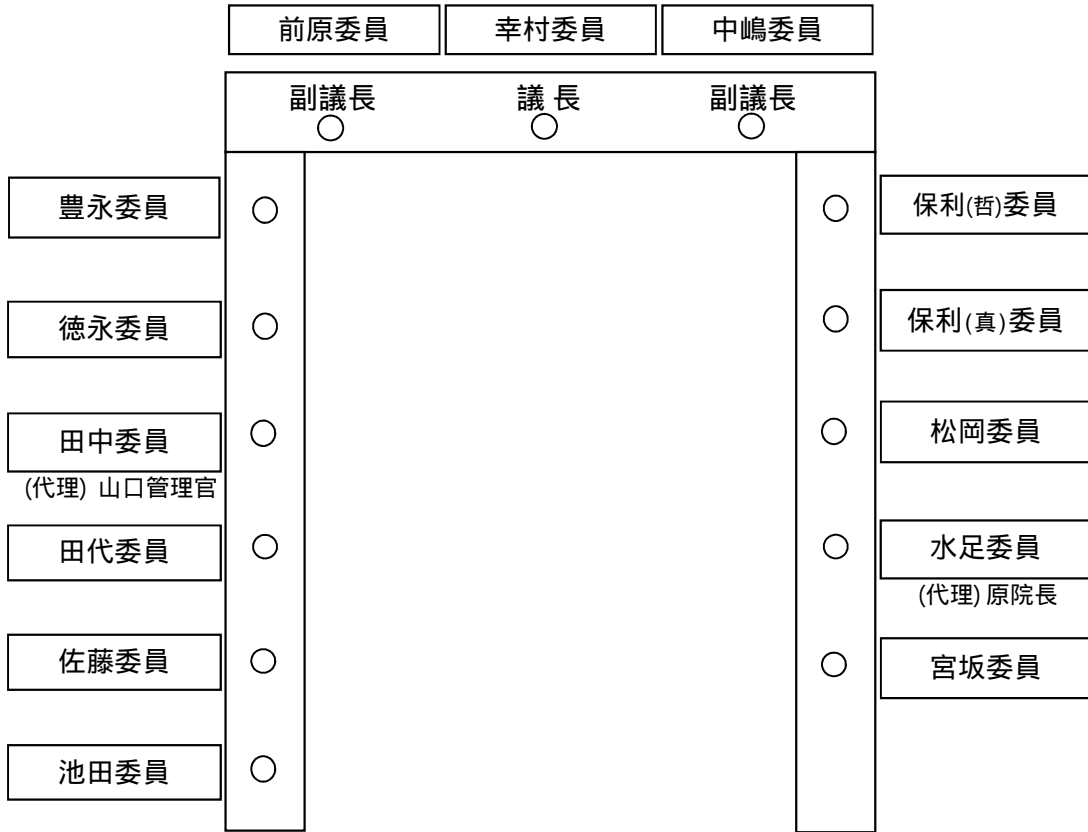 前原委員 幸村委員 中嶋委員
副議長 議長 副議長
豊永委員 保利(哲)委員
徳永委員 保利(真)委員
田中委員 松岡委員
(代理) 山口管理官
田代委員 水足委員
(代理) 原院長
佐藤委員 宮坂委員
池田委員